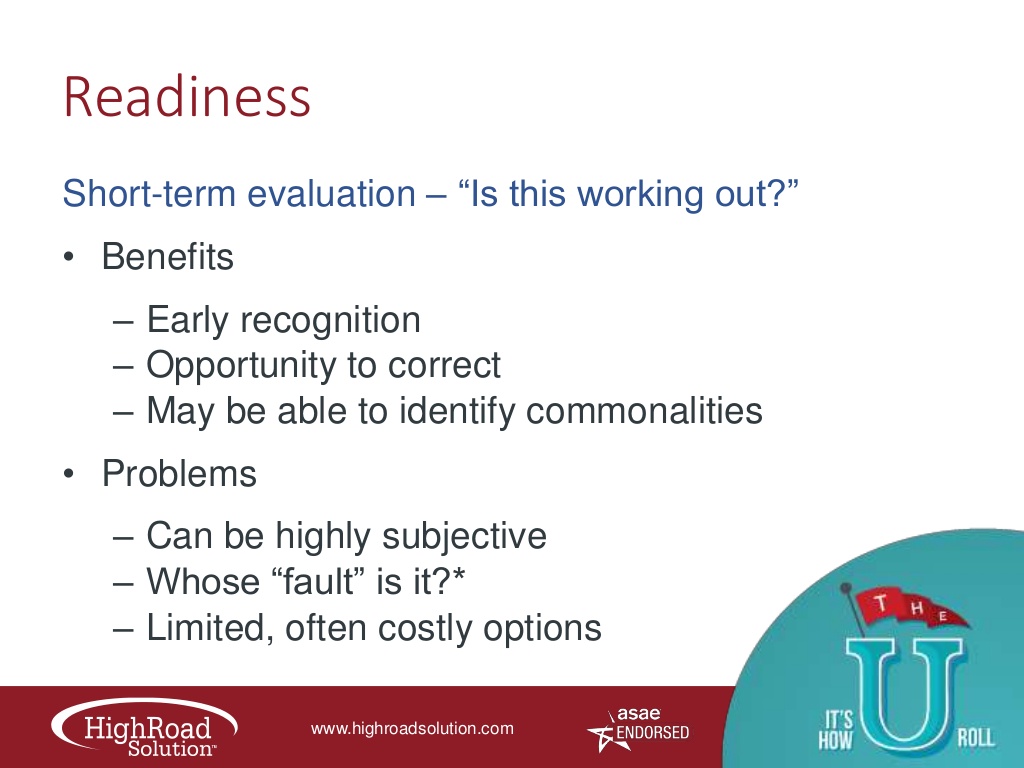 Readiness
Short-term evaluation – “Is this working out?”
• Benefits
– Early recognition
– Opportunity to correct
– May be able to identify commonalities
• Problems
– Can be highly subjective
– Whose “fault” is it?*
– Limited, often costly options
HighRoad
Solution™
www.highroadsolution.com
asae
ENDORSED
THE
U
IT'S
HOW
ROLL